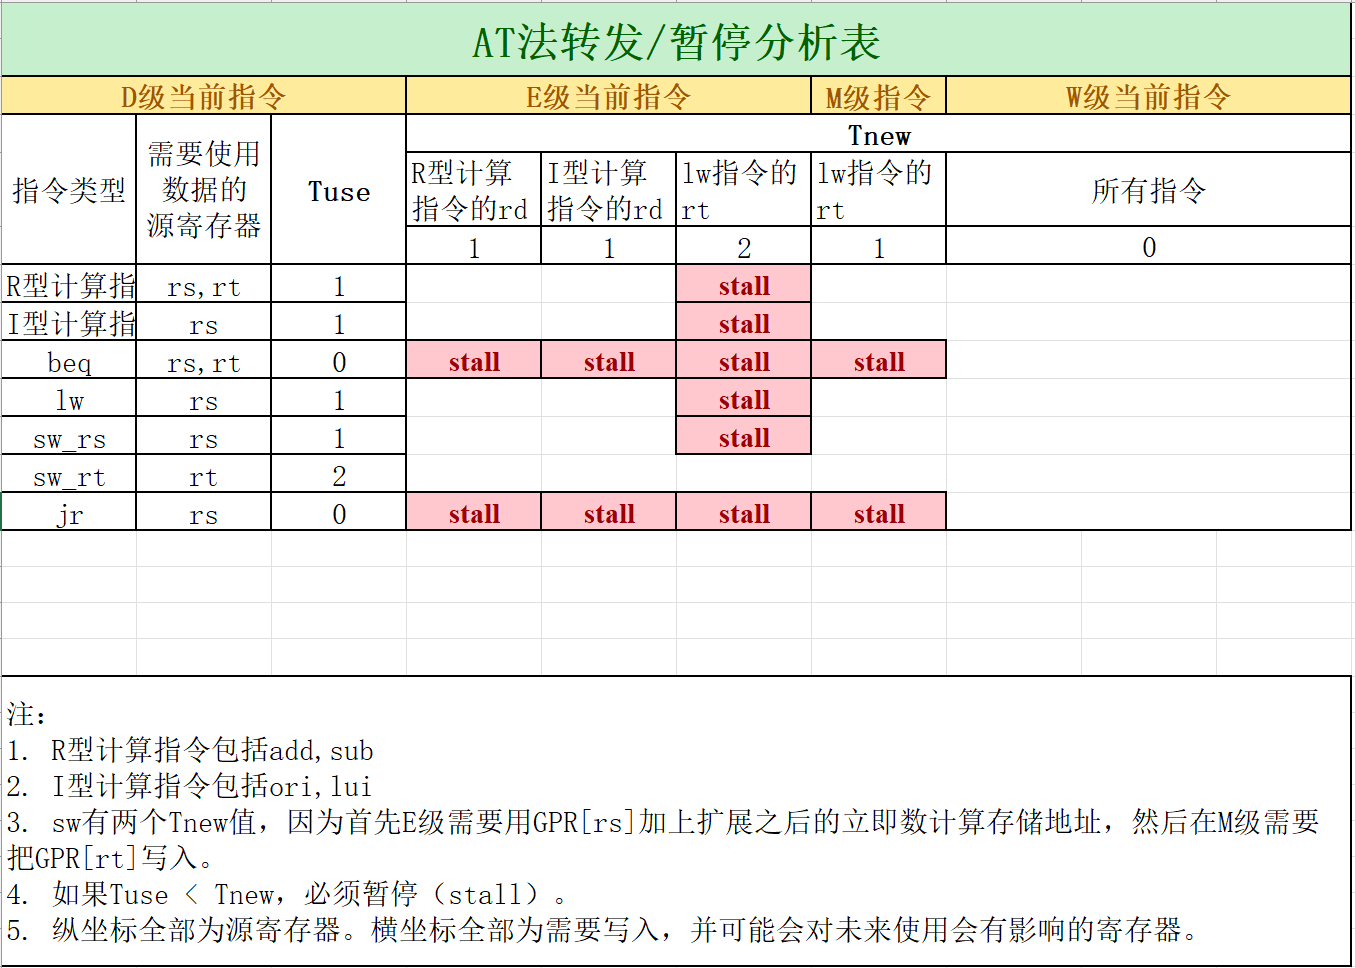 AT法转发/暂停分析表
D级当前指令 E级当前指令 M级指令 W级当前指令
指令类型 需要使用数据的源寄存器 Tuse Tnew
R型计算指令的rd I型计算指令的rd lw指令的rt lw指令的rt 所有指令
1 1 2 1 0
R型计算指 rs,rt 1 stall
I型计算指 rs 1 stall
beq rs,rt 0 stall stall stall stall
lw rs 1 stall
sw_rs rs 1 stall
sw_rt rt 2
jr rs 0 stall stall stall stall
注：
1. R型计算指令包括add,sub
2. I型计算指令包括ori,lui
3. sw有两个Tnew值，因为首先E级需要用GPR[rs]加上扩展之后的立即数计算存储地址，然后在M级需要
把GPR[rt]写入。
4. 如果Tuse < Tnew，必须暂停（stall）。
5. 纵坐标全部为源寄存器。横坐标全部为需要写入，并可能会对未来使用会有影响的寄存器。